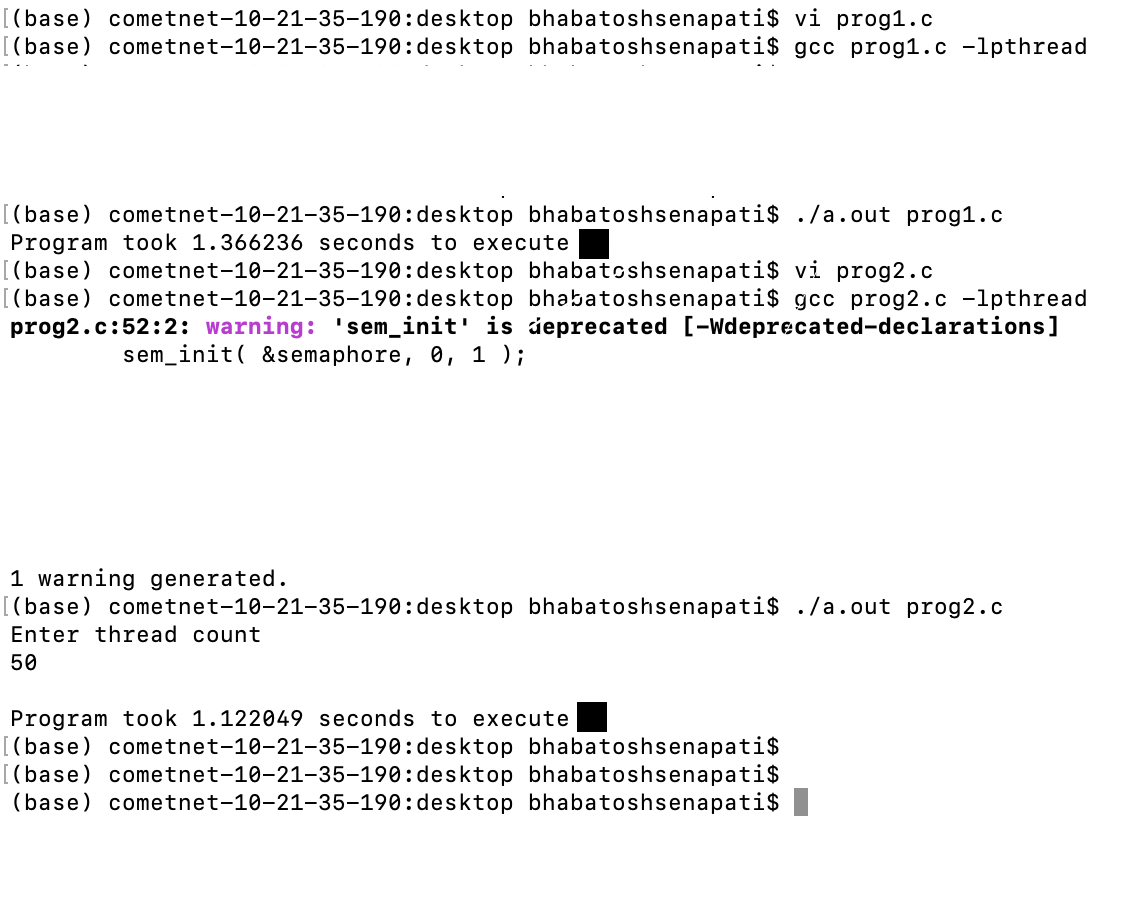 (base) cometnet-10-21-35-190:desktop bhabatoshsenapati$ vi prog1.c
(base) cometnet-10-21-35-190:desktop bhabatoshsenapati$ gcc prog1.c -lpthread
(base) cometnet-10-21-35-190:desktop bhabatoshsenapati$ ./a.out prog1.c
Program took 1.366236 seconds to execute
(base) cometnet-10-21-35-190:desktop bhabatoshsenapati$ vi prog2.c
(base) cometnet-10-21-35-190:desktop bhabatoshsenapati$ gcc prog2.c -lpthread
prog2.c:52:2: warning: 'sem_init' is deprecated [-Wdeprecated-declarations]
sem_init( &semaphore, 0, 1 );
1 warning generated.
(base) cometnet-10-21-35-190:desktop bhabatoshsenapati$ ./a.out prog2.c
Enter thread count
50
Program took 1.122049 seconds to execute
(base) cometnet-10-21-35-190:desktop bhabatoshsenapati$
(base) cometnet-10-21-35-190:desktop bhabatoshsenapati$
(base) cometnet-10-21-35-190:desktop bhabatoshsenapati$